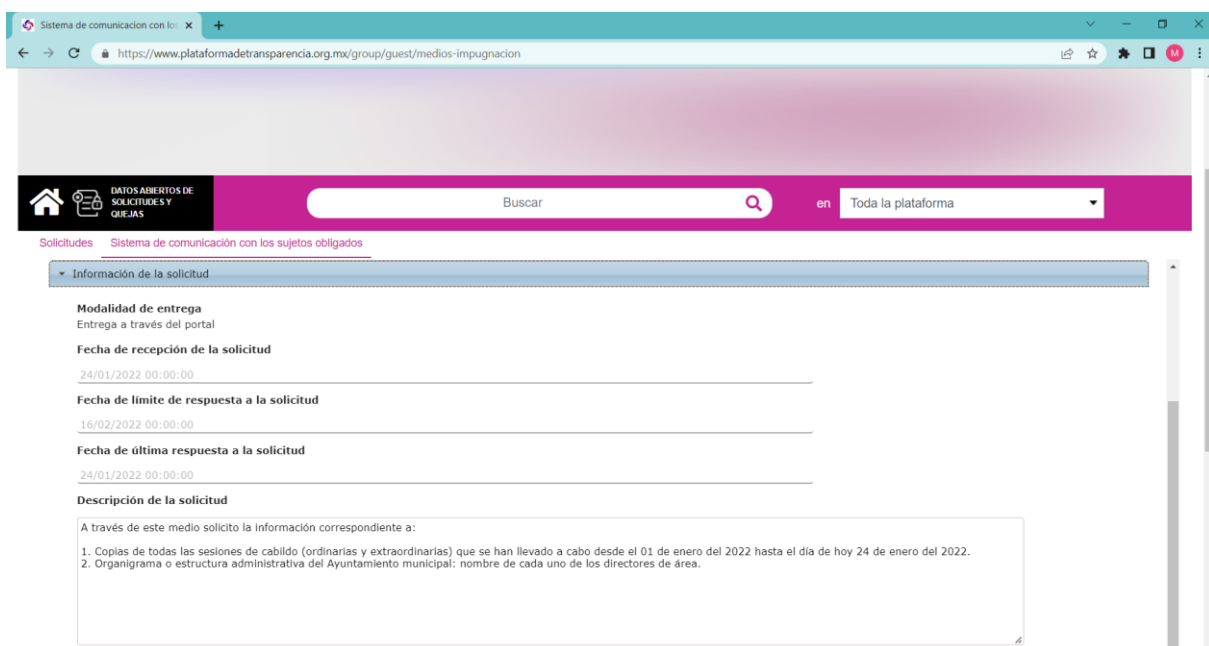 Sistema de comunicacion con lo
https://www.plataformadetransparencia.org.mx/group/guest/medios-impugnacion
M
DATOS ABIERTOS DE
SOLICITUDES Y
QUEJAS
Buscar
en
Toda la plataforma
Solicitudes
Sistema de comunicación con los sujetos obligados
Información de la solicitud
Modalidad de entrega
Entrega a través del portal
Fecha de recepción de la solicitud
24/01/2022 00:00:00
Fecha de límite de respuesta a la solicitud
16/02/2022 00:00:00
Fecha de última respuesta a la solicitud
24/01/2022 00:00:00
Descripción de la solicitud
A través de este medio solicito la información correspondiente a:
1. Copias de todas las sesiones de cabildo (ordinarias y extraordinarias) que se han llevado a cabo desde el 01 de enero del 2022 hasta el día de hoy 24 de enero del 2022.
2. Organigrama o estructura administrativa del Ayuntamiento municipal: nombre de cada uno de los directores de área.